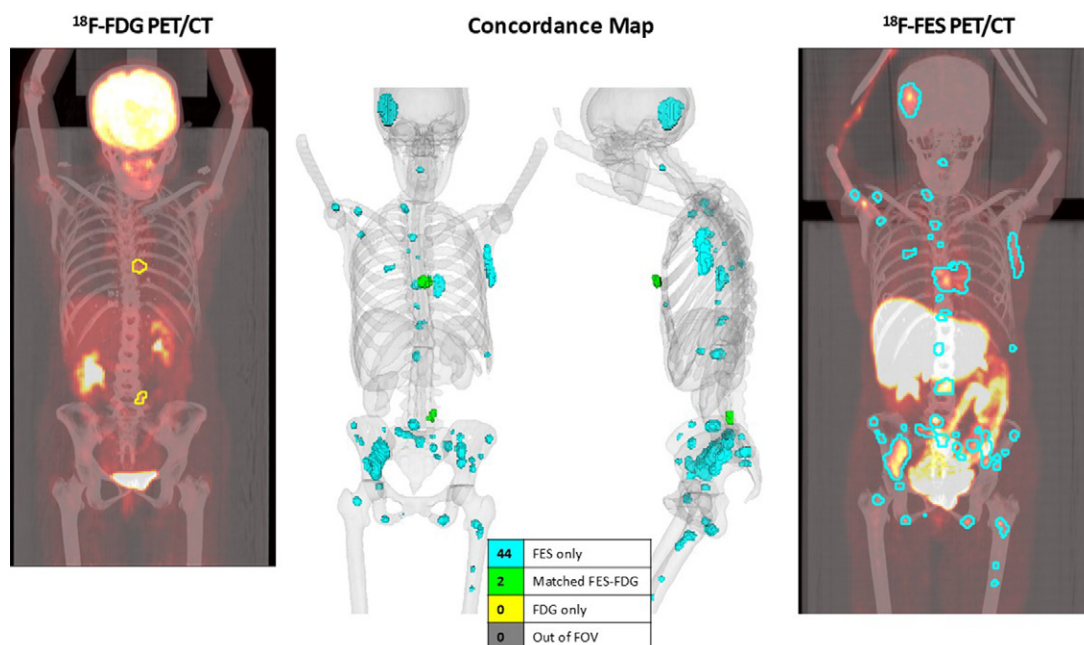 ¹⁸F-FDG PET/CT
Concordance Map
¹⁸F-FES PET/CT
44 FES only
2 Matched FES-FDG
0 FDG only
0 Out of FOV